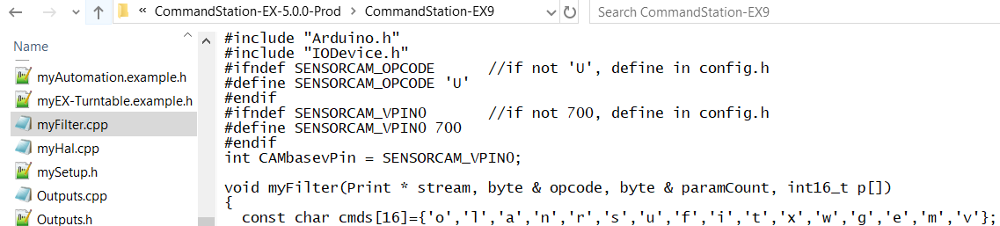 CommandStation-EX-5.0.0-Prod > CommandStation-EX9
Search CommandStation-EX9
Name
myAutomation.example.h
myEX-Turntable.example.h
myFilter.cpp
myHal.cpp
mySetup.h
Outputs.cpp
Outputs.h
#include "Arduino.h"
#include "IODevice.h"
#ifndef SENSORCAM_OPCODE //if not 'U', define in config.h
#define SENSORCAM_OPCODE 'U'
#endif
#ifndef SENSORCAM_VPIN0 //if not 700, define in config.h
#define SENSORCAM_VPIN0 700
#endif
int CAMbasevPin = SENSORCAM_VPIN0;
void myFilter(Print * stream, byte & opcode, byte & paramCount, int16_t p[])
{
const char cmds[16]={'o','l','a','n','r','s','u','f','i','t','x','w','g','e','m','v'};